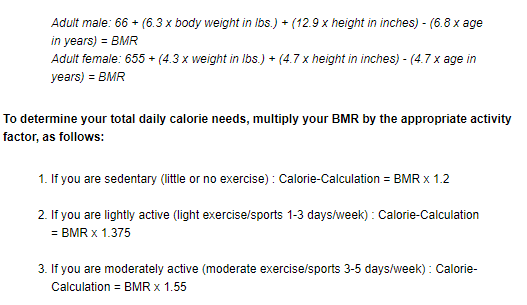 Adult male: 66 + (6.3 x body weight in lbs.) + (12.9 x height in inches) - (6.8 x age
in years) = BMR
Adult female: 655 + (4.3 x weight in lbs.) + (4.7 x height in inches) - (4.7 x age in
years) = BMR
To determine your total daily calorie needs, multiply your BMR by the appropriate activity
factor, as follows:
1. If you are sedentary (little or no exercise) : Calorie-Calculation = BMR x 1.2
2. If you are lightly active (light exercise/sports 1-3 days/week) : Calorie-Calculation
= BMR x 1.375
3. If you are moderately active (moderate exercise/sports 3-5 days/week) : Calorie-
Calculation = BMR x 1.55